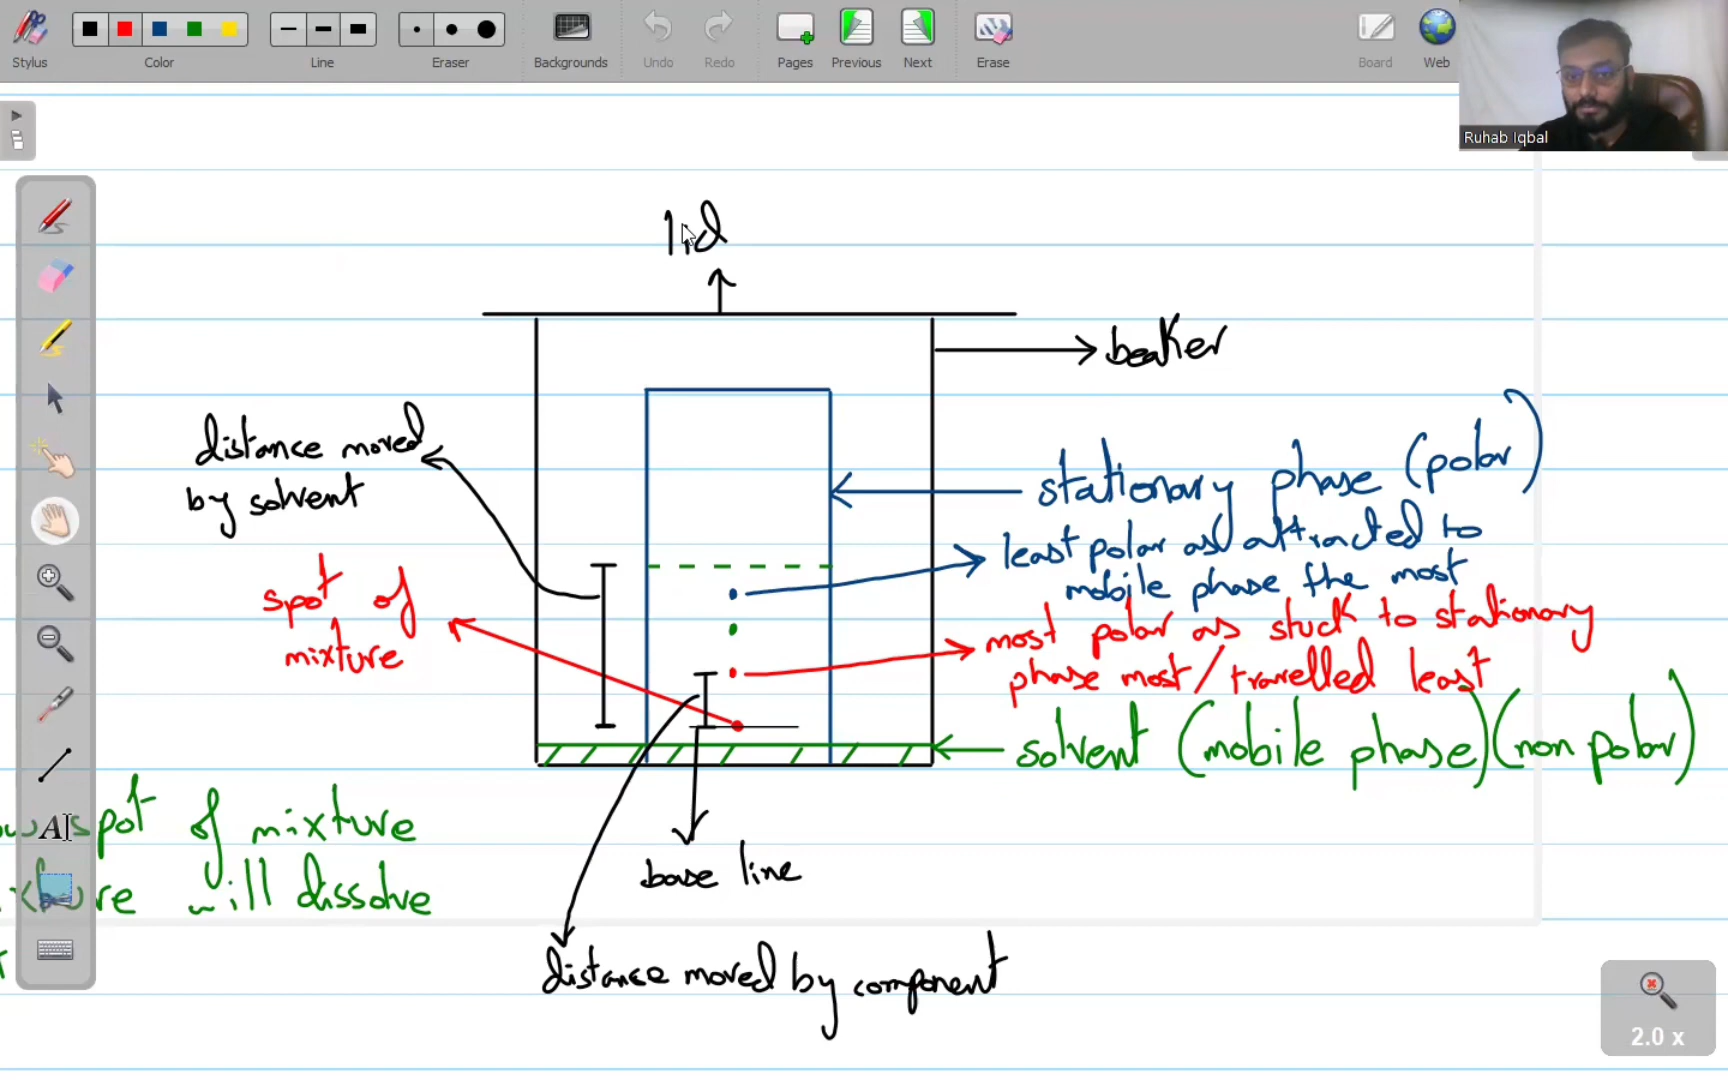 Stylus
Color
Line
Eraser
Backgrounds
Undo
Redo
Pages
Previous
Next
Erase
Board
Web
Ruhab Iqbal
lid
beaker
distance moved
by solvent
stationary phase (polar)
least polar as attracted to
mobile phase the most
spot of
mixture
most polar as stuck to stationary
phase most/travelled least
solvent (mobile phase)(non polar)
spot of mixture
will dissolve
base line
distance moved by component
2.0 x